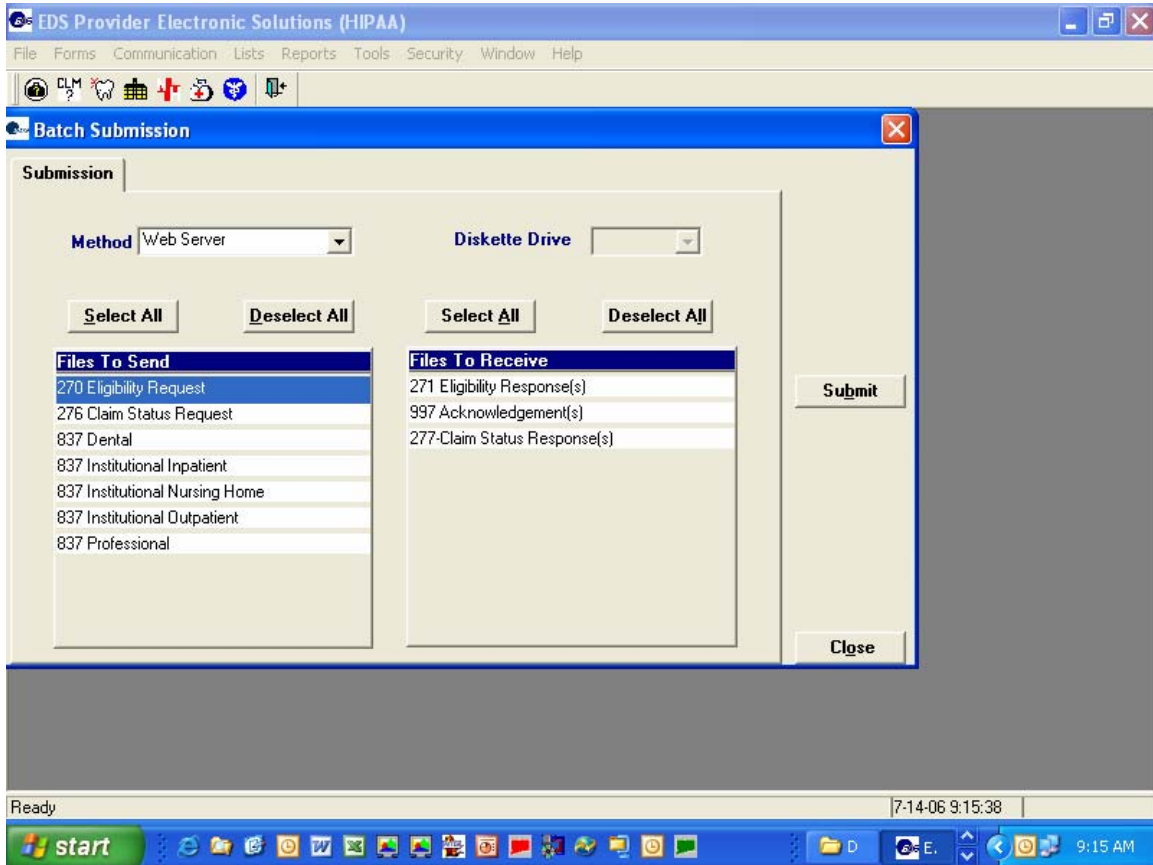 EDS Provider Electronic Solutions (HIPAA)
File Forms Communication Lists Reports Tools Security Window Help
CLM ?
Batch Submission
Submission
Method Web Server Diskette Drive
Select All Deselect All Select All Deselect All
Files To Send Files To Receive
270 Eligibility Request 271 Eligibility Response(s)
276 Claim Status Request 997 Acknowledgement(s)
837 Dental 277-Claim Status Response(s)
837 Institutional Inpatient
837 Institutional Nursing Home
837 Institutional Outpatient
837 Professional
Submit
Close
Ready 7-14-06 9:15:38
start D E. 9:15 AM